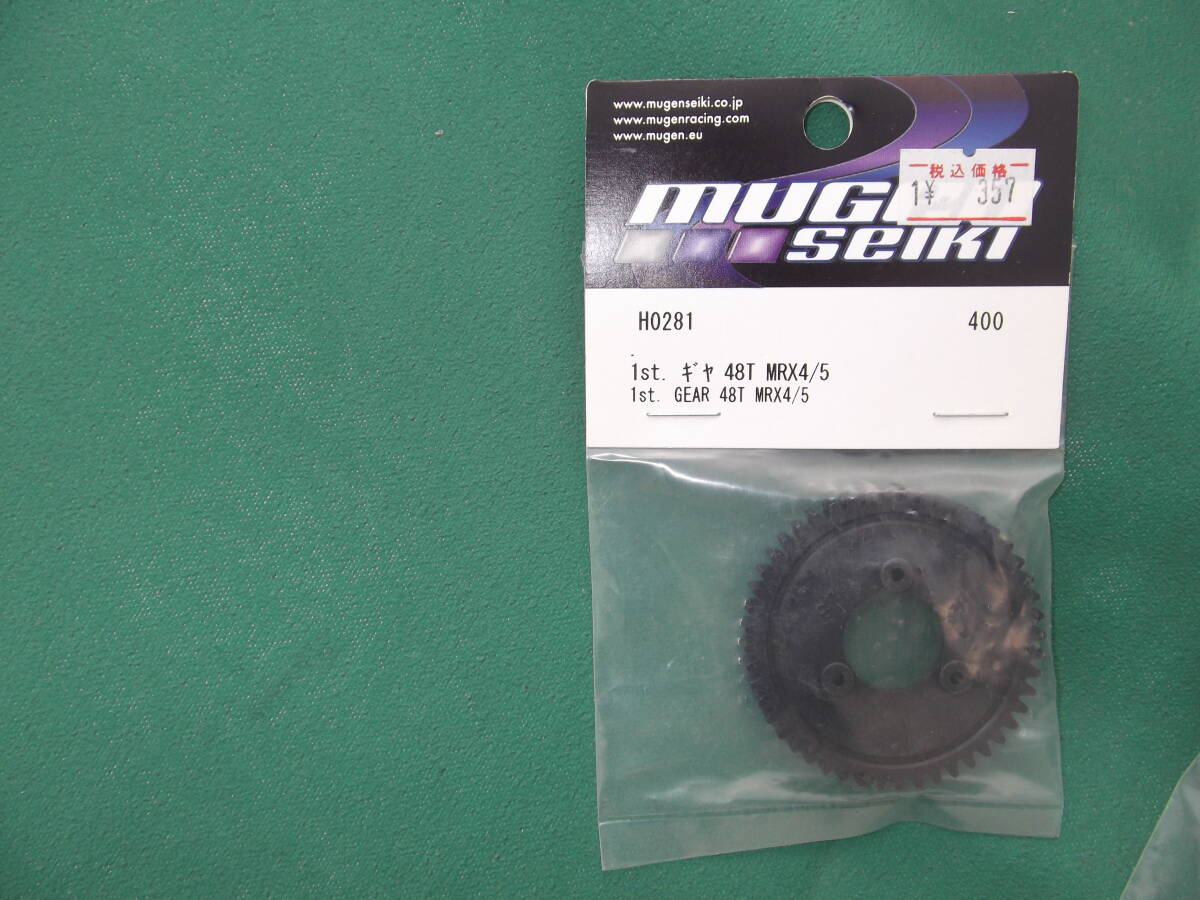 www.mugenseiki.co.jp
www.mugenracing.com
www.mugen.eu
税込価格
1¥ 357
SEIKI
H0281 400
1st. ギヤ 48T MRX4/5
1st. GEAR 48T MRX4/5